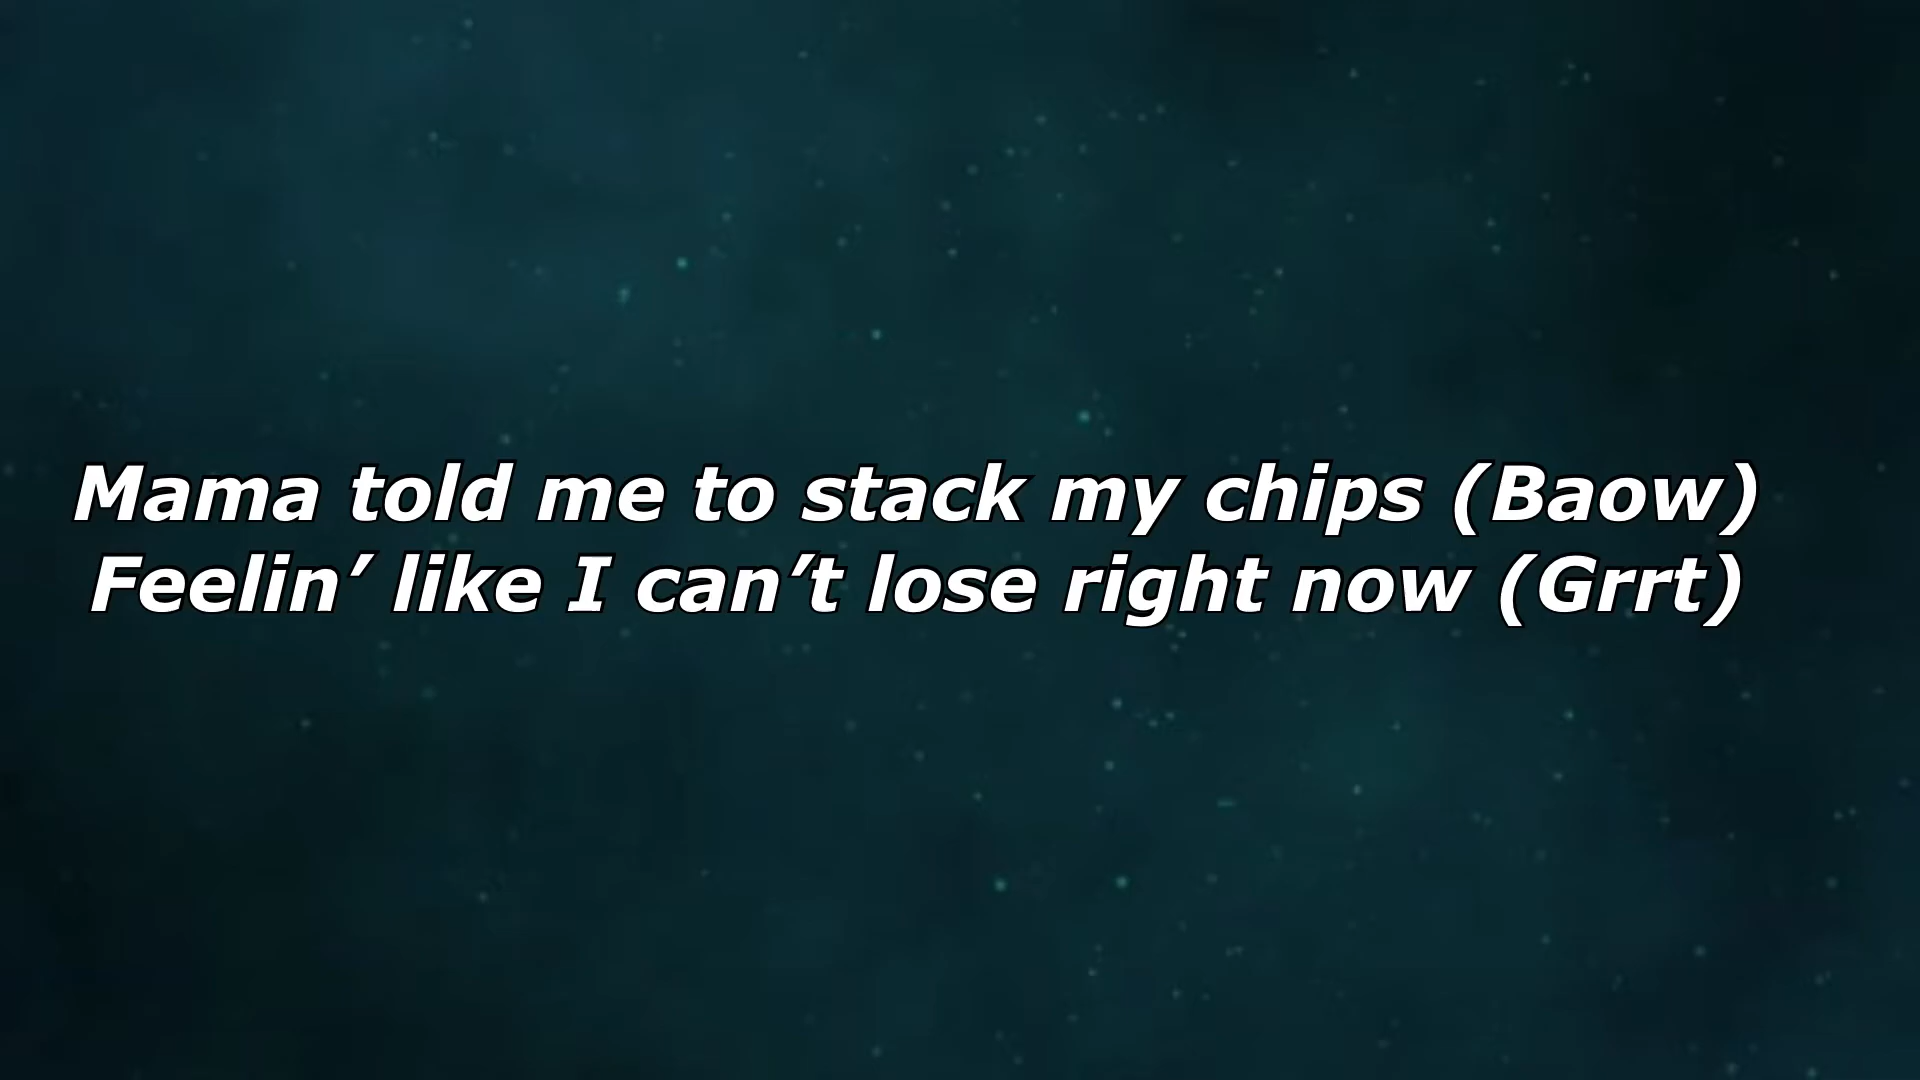 Mama told me to stack my chips (Baow)
Feelin’ like I can’t lose right now (Grrt)